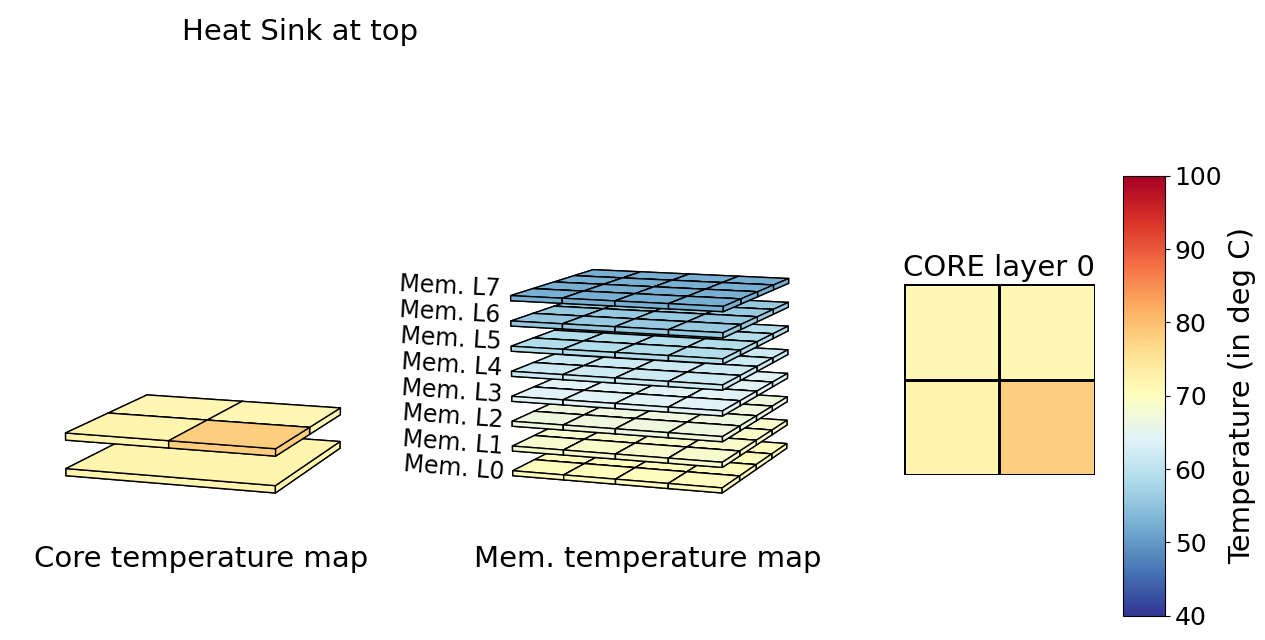 Heat Sink at top
Mem. L7
Mem. L6
Mem. L5
Mem. L4
Mem. L3
Mem. L2
Mem. L1
Mem. L0
Core temperature map
Mem. temperature map
CORE layer 0
100
90
80
70
60
50
40
Temperature (in deg C)